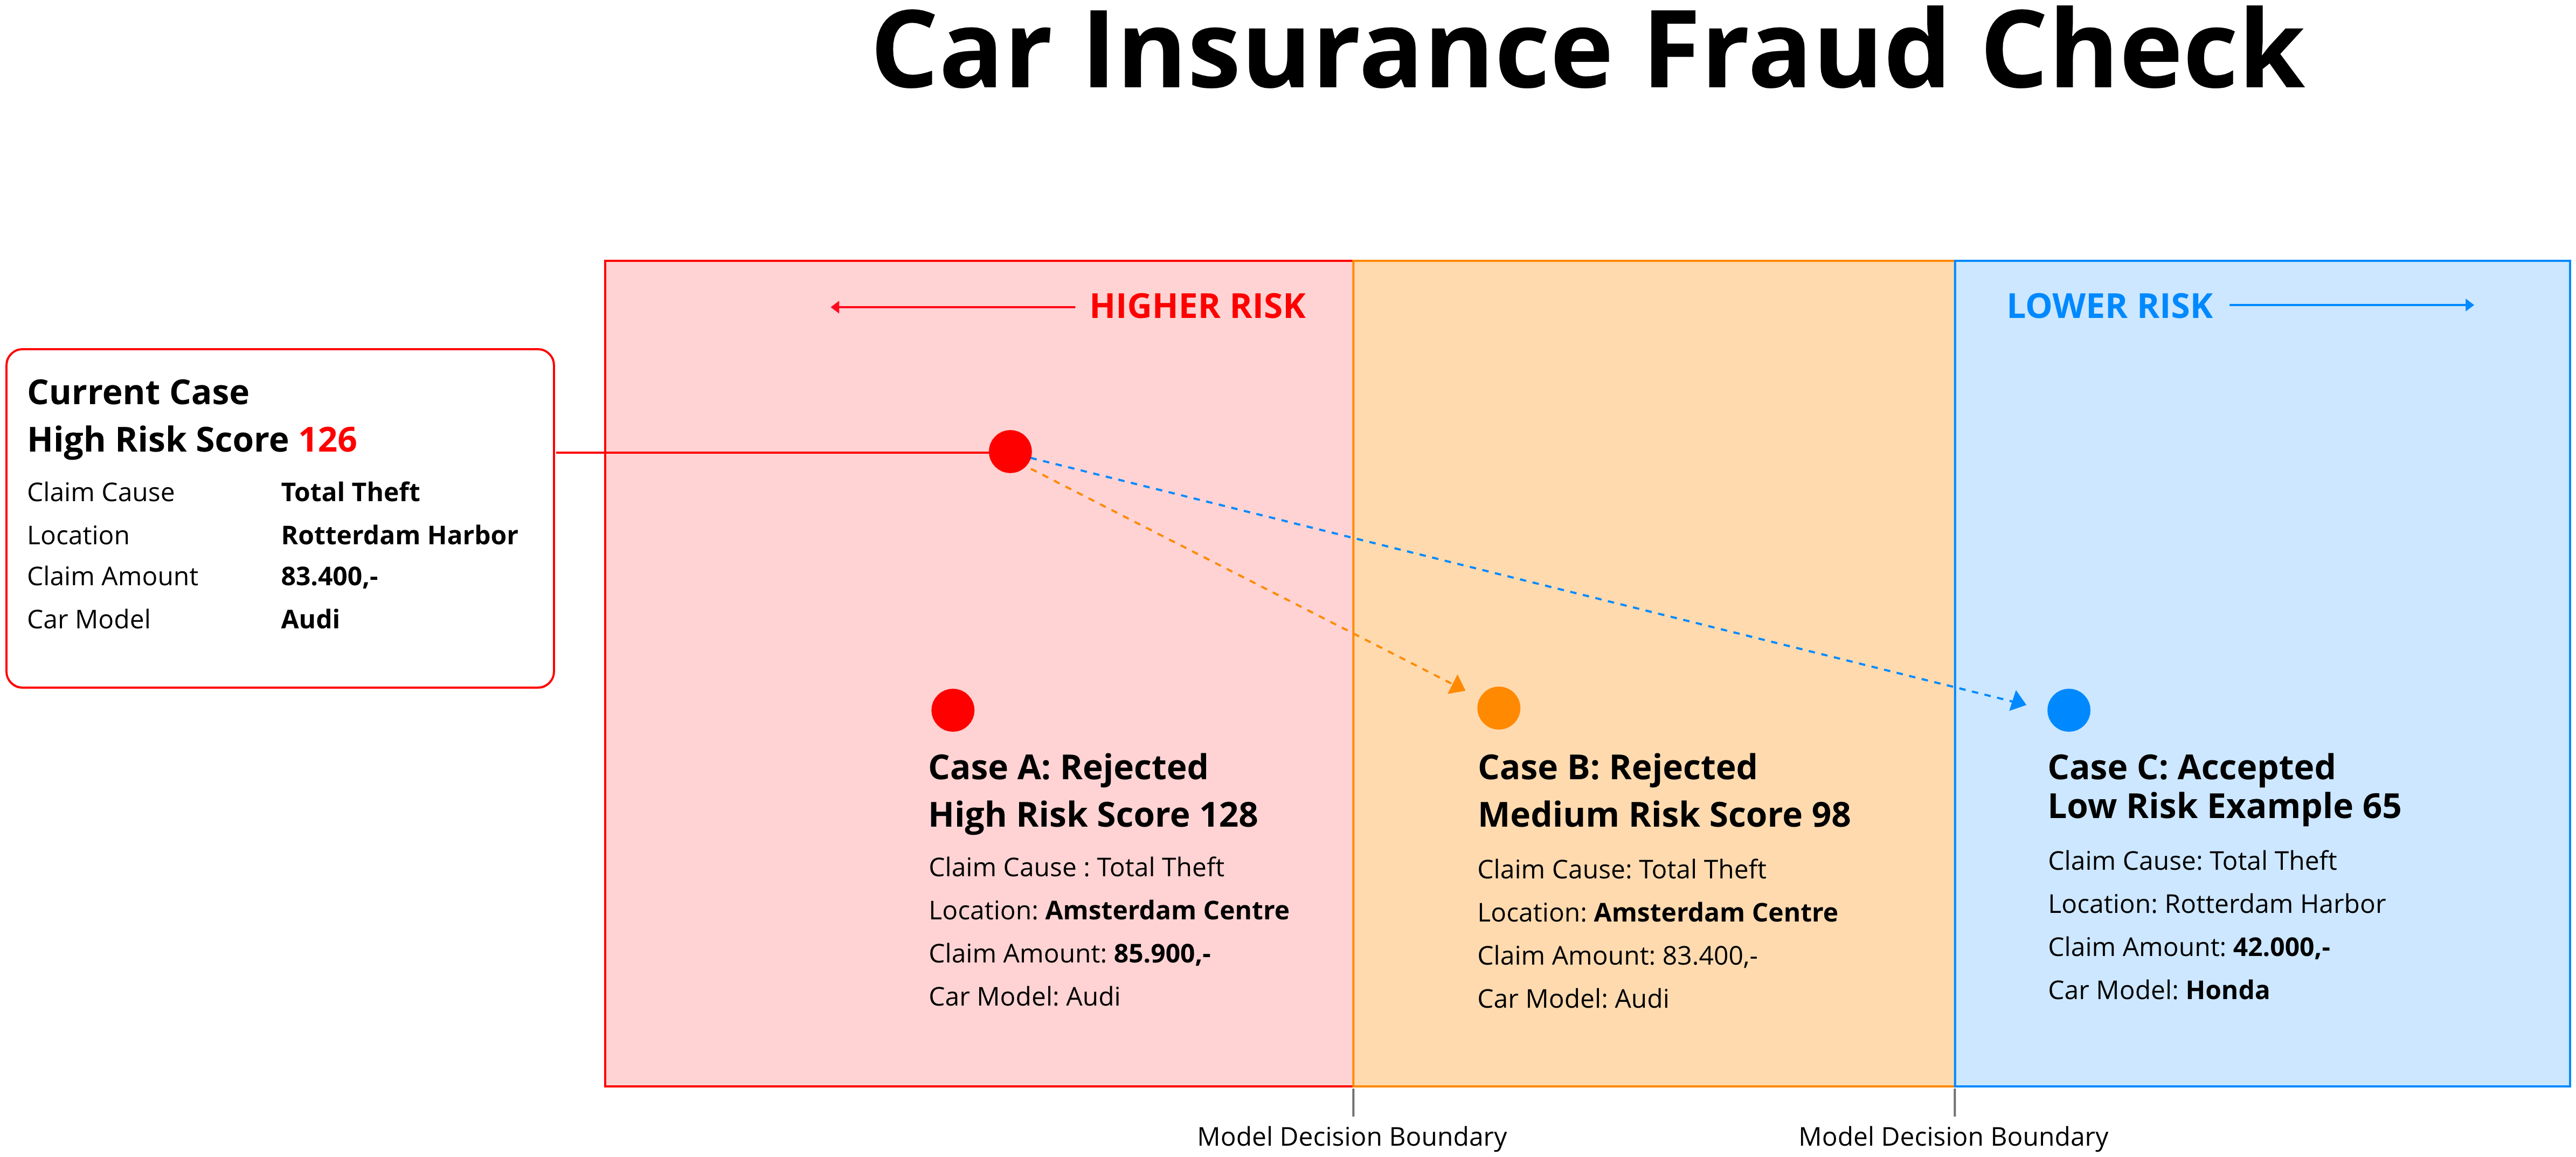 Car Insurance Fraud Check
HIGHER RISK
LOWER RISK
Current Case
High Risk Score 126
Claim Cause Total Theft
Location Rotterdam Harbor
Claim Amount 83.400,-
Car Model Audi
Case A: Rejected
High Risk Score 128
Claim Cause : Total Theft
Location: Amsterdam Centre
Claim Amount: 85.900,-
Car Model: Audi
Case B: Rejected
Medium Risk Score 98
Claim Cause: Total Theft
Location: Amsterdam Centre
Claim Amount: 83.400,-
Car Model: Audi
Case C: Accepted
Low Risk Example 65
Claim Cause: Total Theft
Location: Rotterdam Harbor
Claim Amount: 42.000,-
Car Model: Honda
Model Decision Boundary
Model Decision Boundary